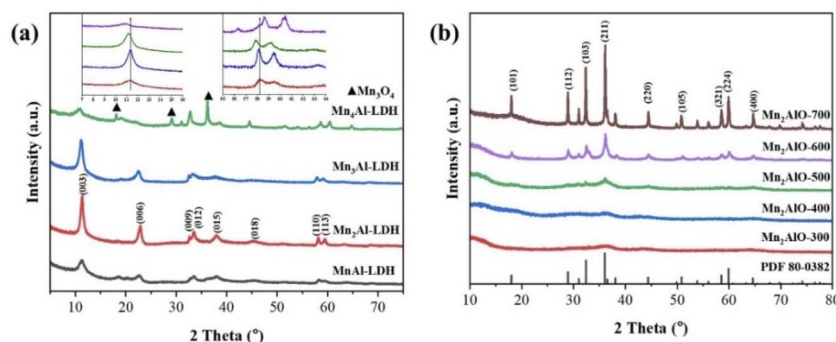 (a)
▲Mn₃O₄
Mn₄Al-LDH
Mn₃Al-LDH
(003)
(006)
(009)
(012)
(015)
(018)
(110)
(113)
Mn₂Al-LDH
MnAl-LDH
Intensity (a.u.)
10 20 30 40 50 60 70
2 Theta (°)
(b)
(101)
(112)
(103)
(211)
(220)
(105)
(321)
(224)
(400)
Mn₂AlO-700
Mn₂AlO-600
Mn₂AlO-500
Mn₂AlO-400
Mn₂AlO-300
PDF 80-0382
Intensity (a.u.)
10 20 30 40 50 60 70 80
2 Theta (°)